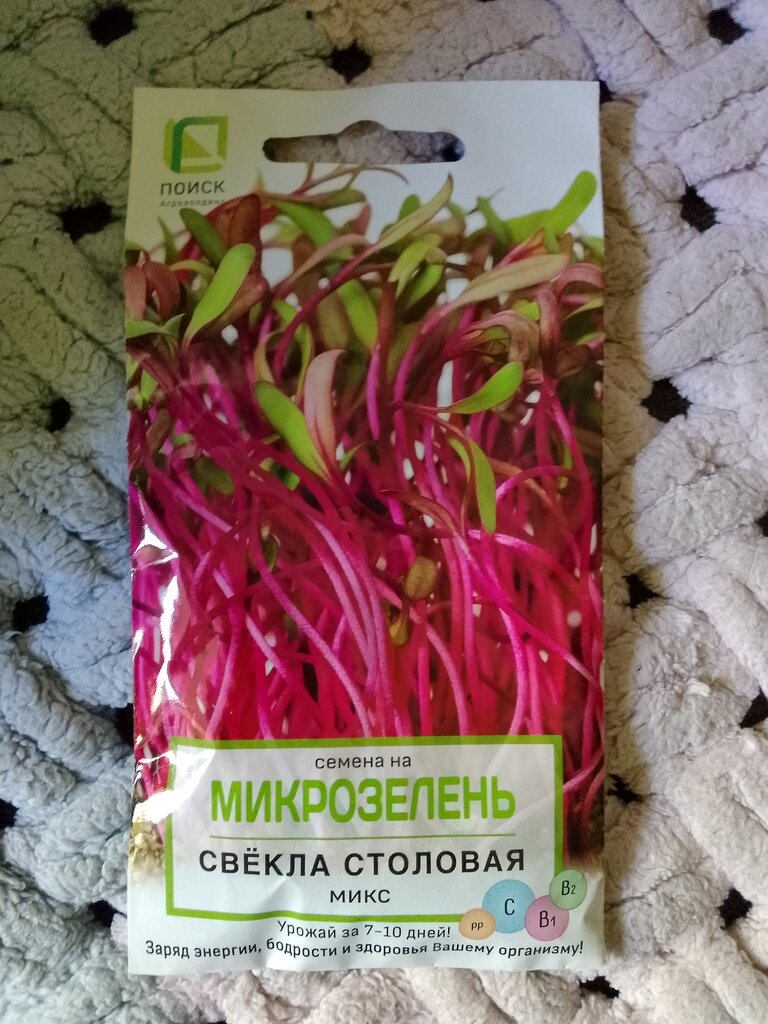 ПОИСК
Агрохолдинг
семена на
МИКРОЗЕЛЕНЬ
СВЁКЛА СТОЛОВАЯ
МИКС
PP
C
B1
B2
Урожай за 7-10 дней!
Заряд энергии, бодрости и здоровья Вашему организму!